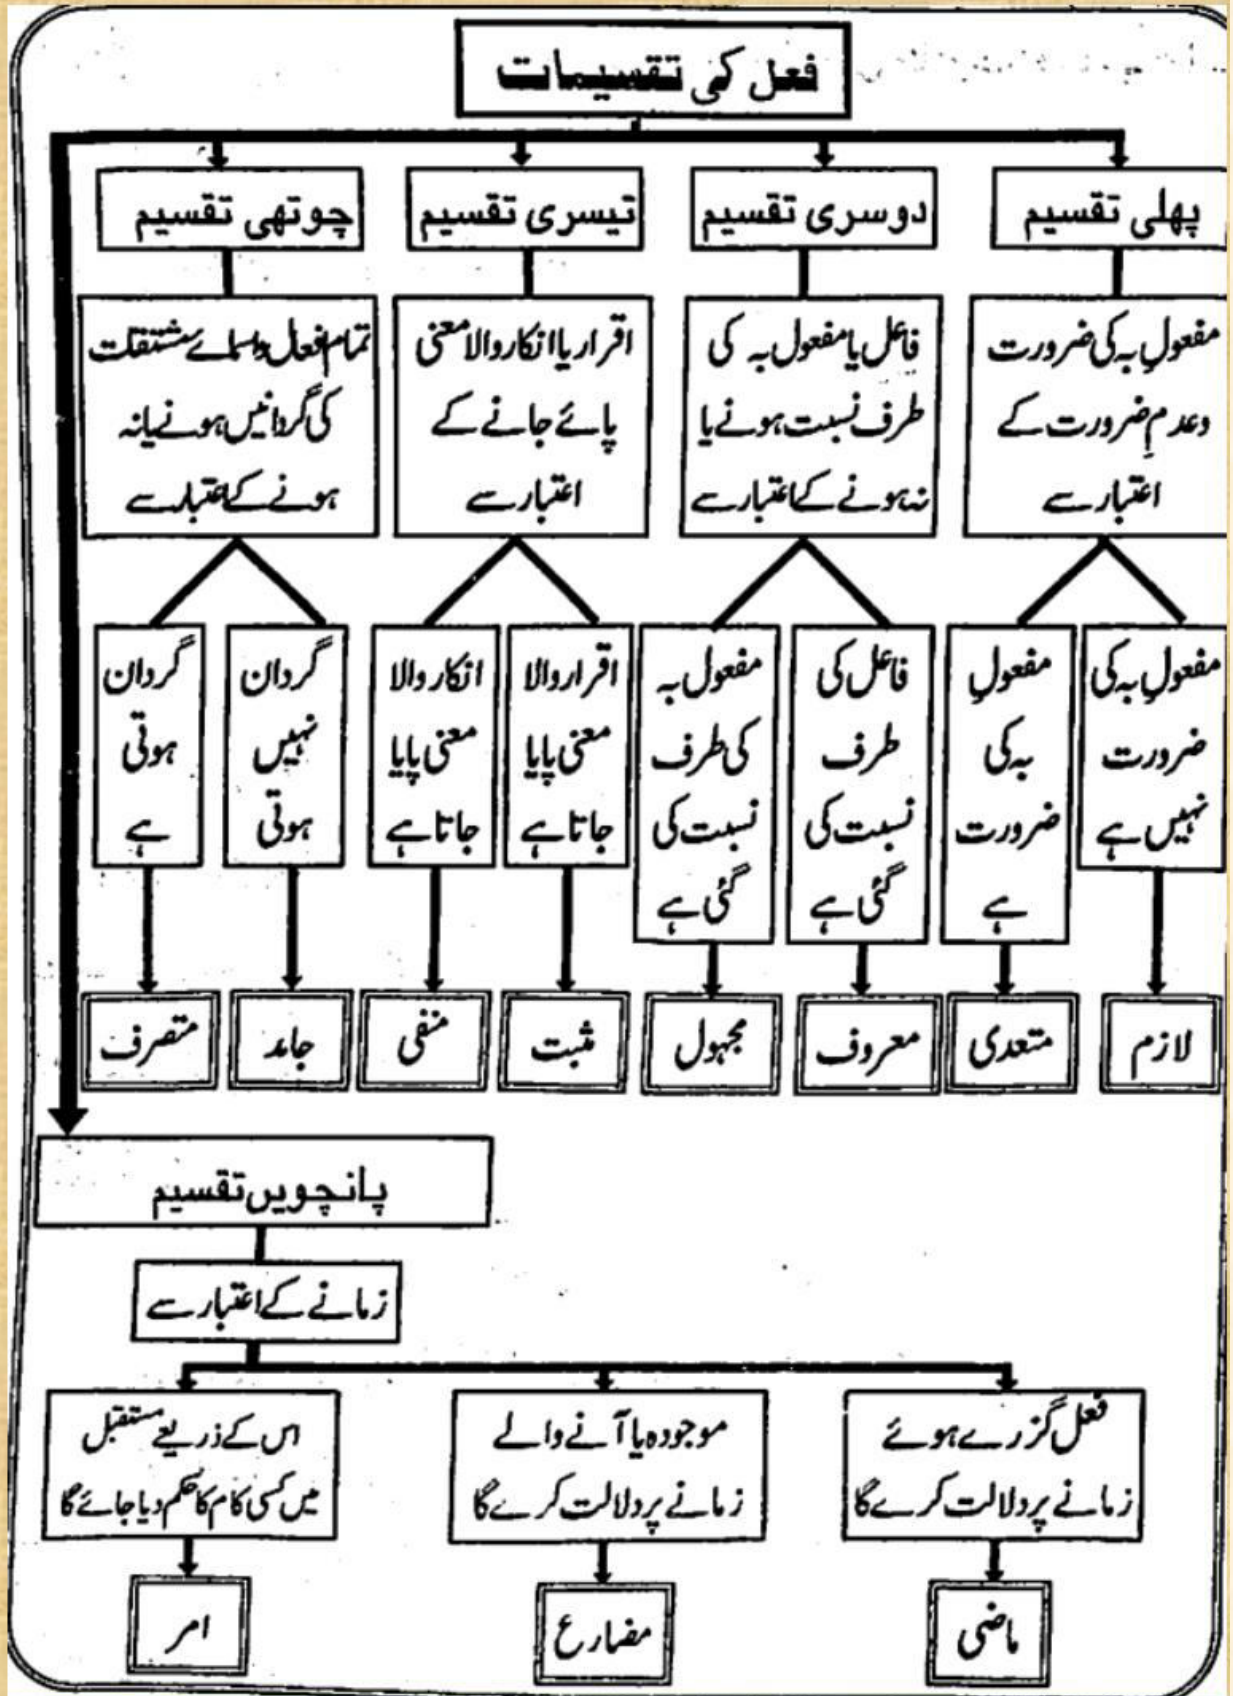 فعل کی تقسیمات
پہلی تقسیم
دوسری تقسیم
تیسری تقسیم
چوتھی تقسیم
مفعولِ بہ کی ضرورت
و عدمِ ضرورت کے
اعتبار سے
فاعل یا مفعول بہ کی
طرف نسبت ہونے یا
نہ ہونے کے اعتبار سے
اقرار یا انکار والا معنی
پائے جانے کے
اعتبار سے
تمام افعال و اسمائے مشتقات
کی گردانیں ہونے یا نہ
ہونے کے اعتبار سے
مفعولِ بہ کی
ضرورت
نہیں ہے
مفعولِ
بہ کی
ضرورت
ہے
فاعل کی
طرف
نسبت کی
گئی ہے
مفعول بہ
کی طرف
نسبت کی
گئی ہے
اقرار والا
معنی پایا
جاتا ہے
انکار والا
معنی پایا
جاتا ہے
گردان
نہیں
ہوتی
گردان
ہوتی
ہے
لازم
متعدی
معروف
مجہول
مثبت
منفی
جامد
متصرف
پانچویں تقسیم
زمانے کے اعتبار سے
فعل گزرے ہوئے
زمانے پر دلالت کرے گا
موجودہ یا آنے والے
زمانے پر دلالت کرے گا
اس کے ذریعے مستقبل
میں کسی کام کا حکم دیا جائے گا
ماضی
مضارع
امر